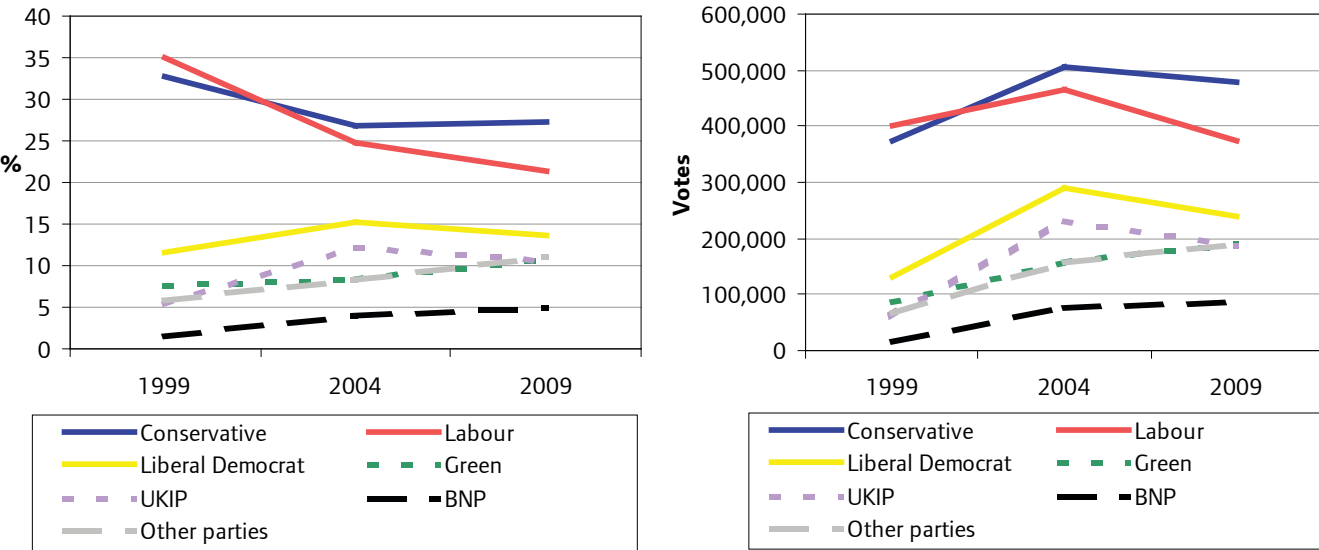 40
35
30
25
20
15
10
5
0
%
1999 2004 2009
Conservative Labour
Liberal Democrat Green
UKIP BNP
Other parties
600,000
500,000
400,000
300,000
200,000
100,000
0
Votes
1999 2004 2009
Conservative Labour
Liberal Democrat Green
UKIP BNP
Other parties